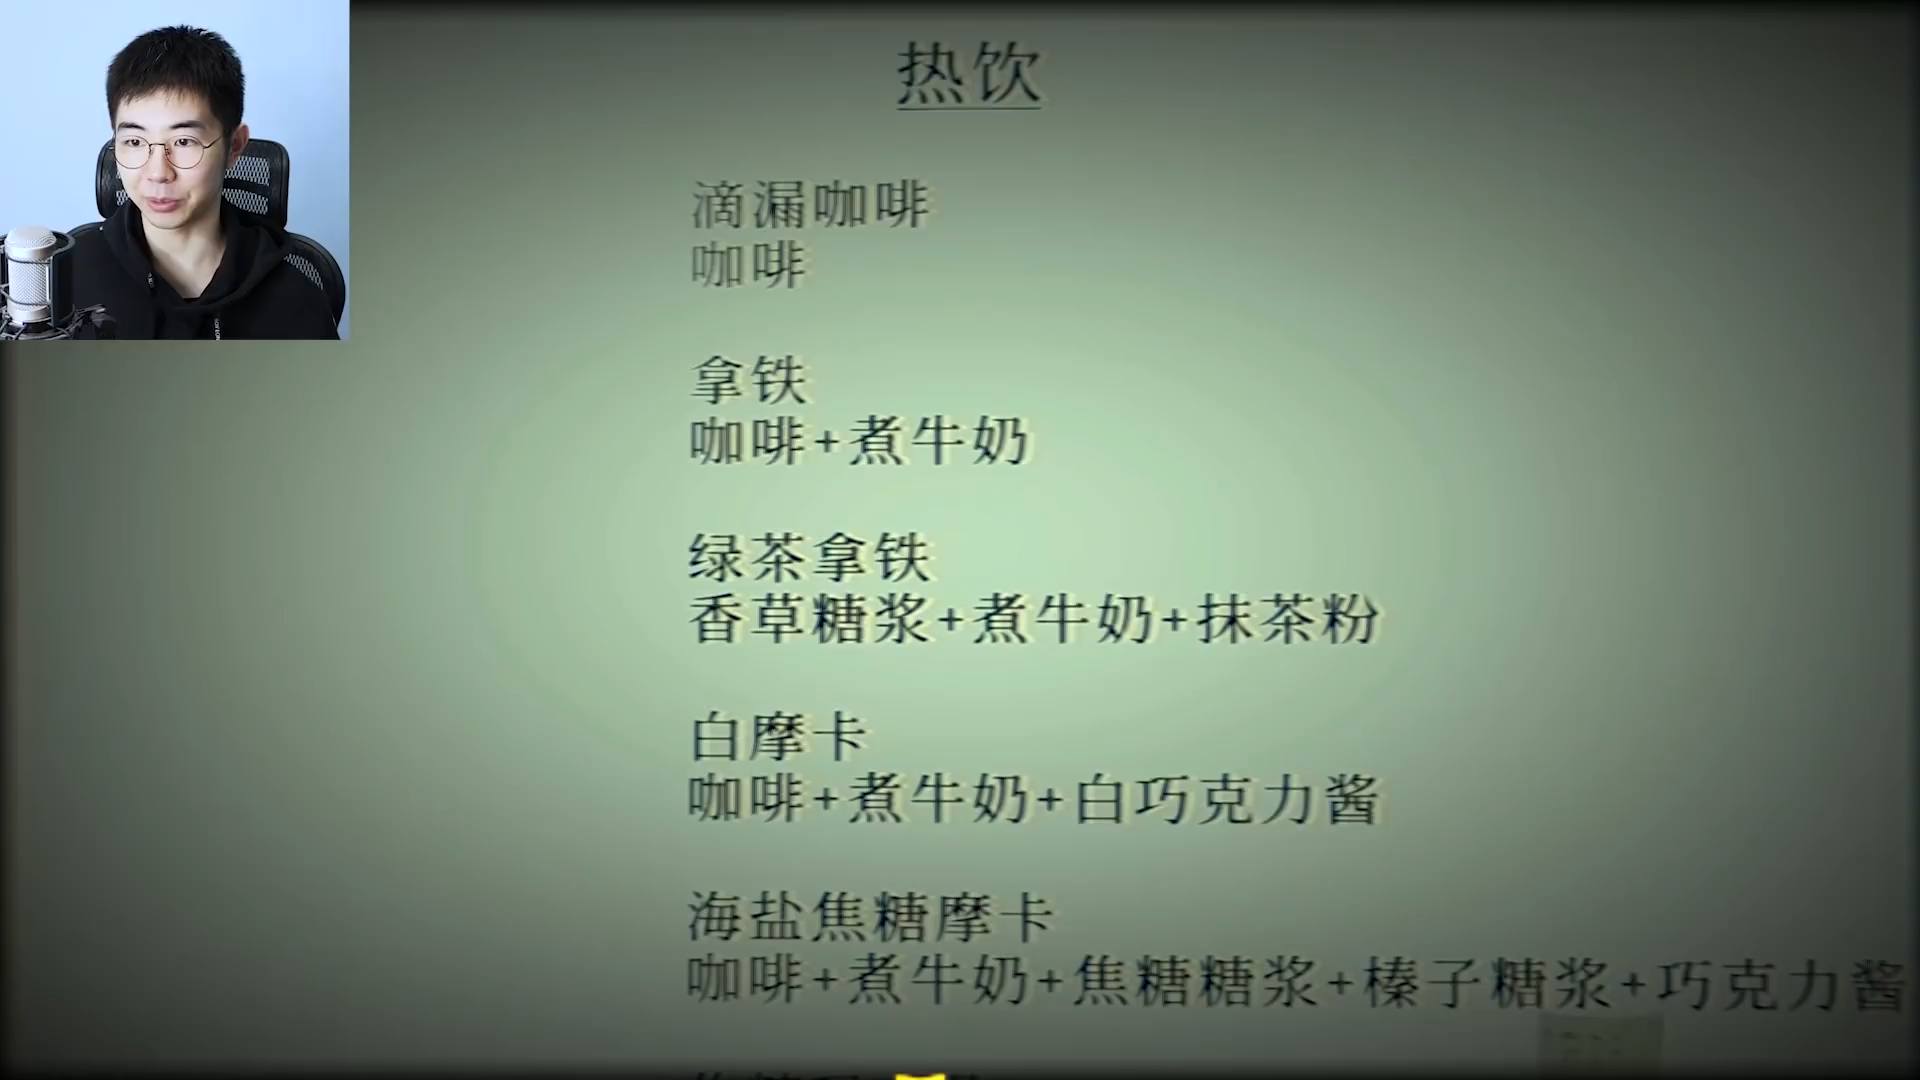 热饮
滴漏咖啡
咖啡
拿铁
咖啡+煮牛奶
绿茶拿铁
香草糖浆+煮牛奶+抹茶粉
白摩卡
咖啡+煮牛奶+白巧克力酱
海盐焦糖摩卡
咖啡+煮牛奶+焦糖糖浆+榛子糖浆+巧克力酱